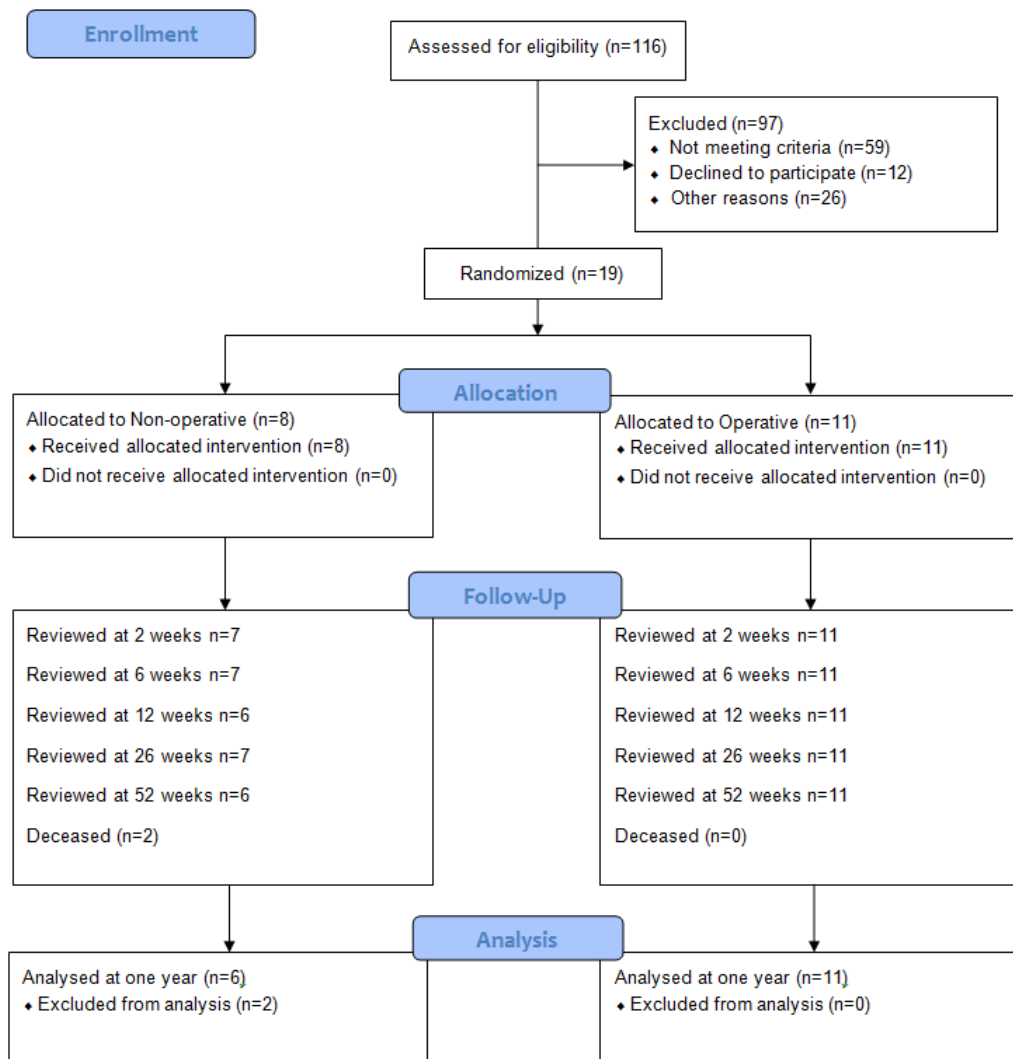 Enrollment
Assessed for eligibility (n=116)
Excluded (n=97)
⬥ Not meeting criteria (n=59)
⬥ Declined to participate (n=12)
⬥ Other reasons (n=26)
Randomized (n=19)
Allocation
Allocated to Non-operative (n=8)
⬥ Received allocated intervention (n=8)
⬥ Did not receive allocated intervention (n=0)
Allocated to Operative (n=11)
⬥ Received allocated intervention (n=11)
⬥ Did not receive allocated intervention (n=0)
Follow-Up
Reviewed at 2 weeks n=7
Reviewed at 6 weeks n=7
Reviewed at 12 weeks n=6
Reviewed at 26 weeks n=7
Reviewed at 52 weeks n=6
Deceased (n=2)
Reviewed at 2 weeks n=11
Reviewed at 6 weeks n=11
Reviewed at 12 weeks n=11
Reviewed at 26 weeks n=11
Reviewed at 52 weeks n=11
Deceased (n=0)
Analysis
Analysed at one year (n=6)
⬥ Excluded from analysis (n=2)
Analysed at one year (n=11)
⬥ Excluded from analysis (n=0)